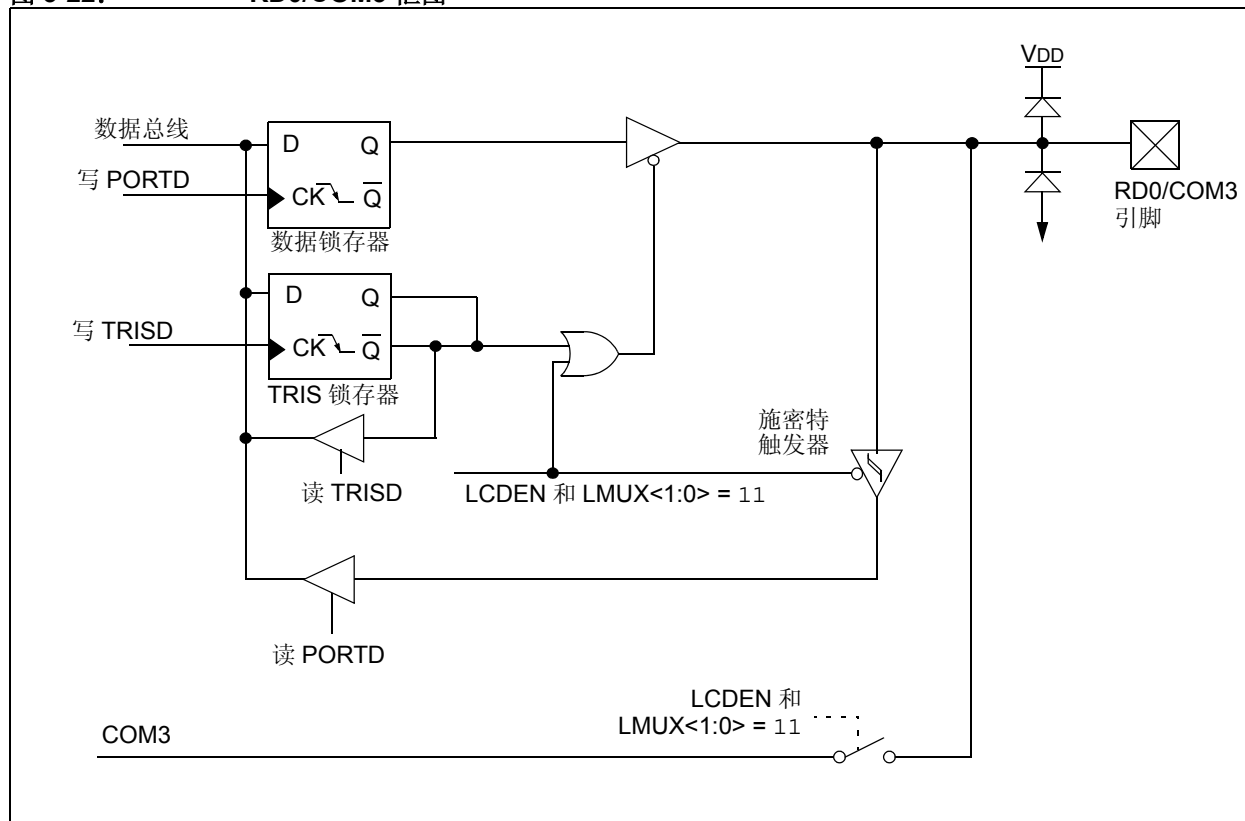 VDD
数据总线
D Q
写 PORTD
CK Q
RD0/COM3
引脚
数据锁存器
D Q
写 TRISD
CK Q
TRIS 锁存器
施密特
触发器
读 TRISD
LCDEN 和 LMUX<1:0> = 11
读 PORTD
LCDEN 和
LMUX<1:0> = 11
COM3